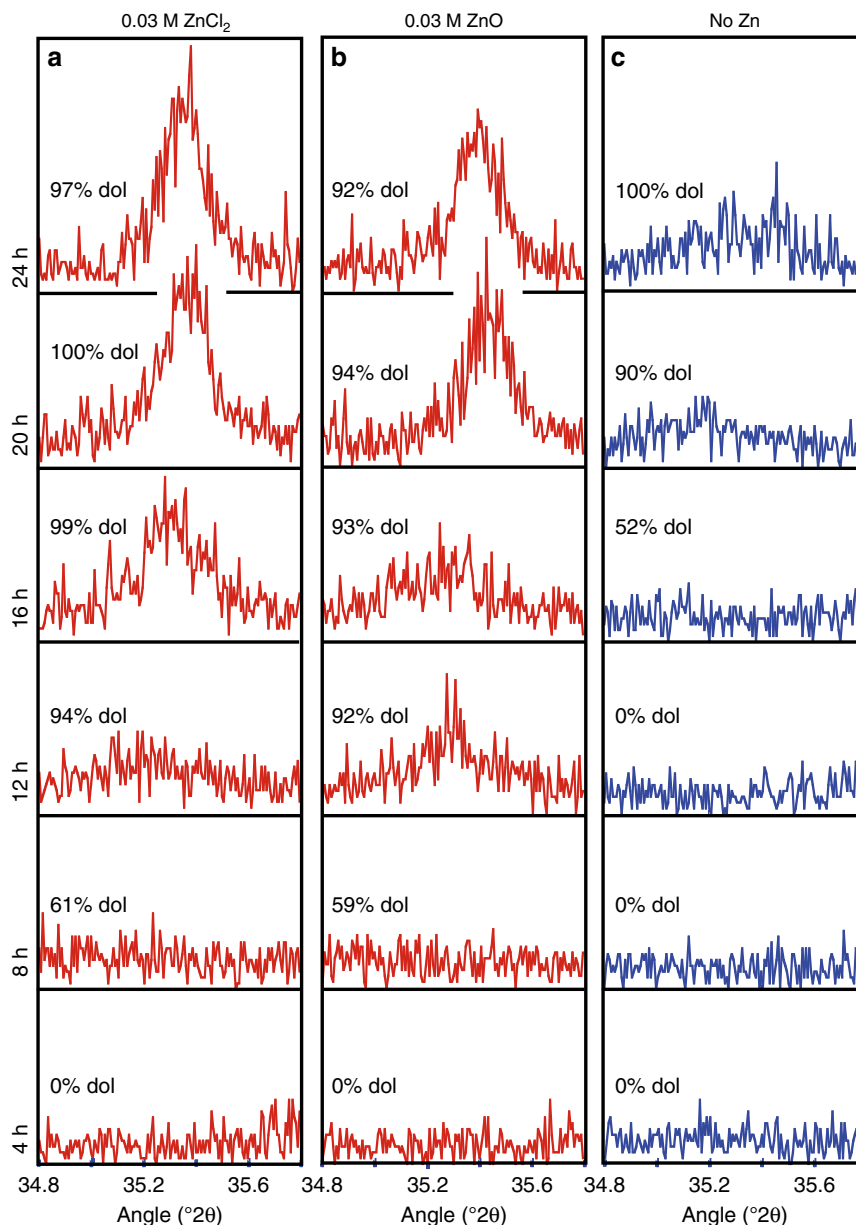 0.03 M ZnCl₂
0.03 M ZnO
No Zn
a
b
c
24 h
97% dol
92% dol
100% dol
20 h
100% dol
94% dol
90% dol
16 h
99% dol
93% dol
52% dol
12 h
94% dol
92% dol
0% dol
8 h
61% dol
59% dol
0% dol
4 h
0% dol
0% dol
0% dol
34.8 35.2 35.6
34.8 35.2 35.6
34.8 35.2 35.6
Angle (°2θ)
Angle (°2θ)
Angle (°2θ)